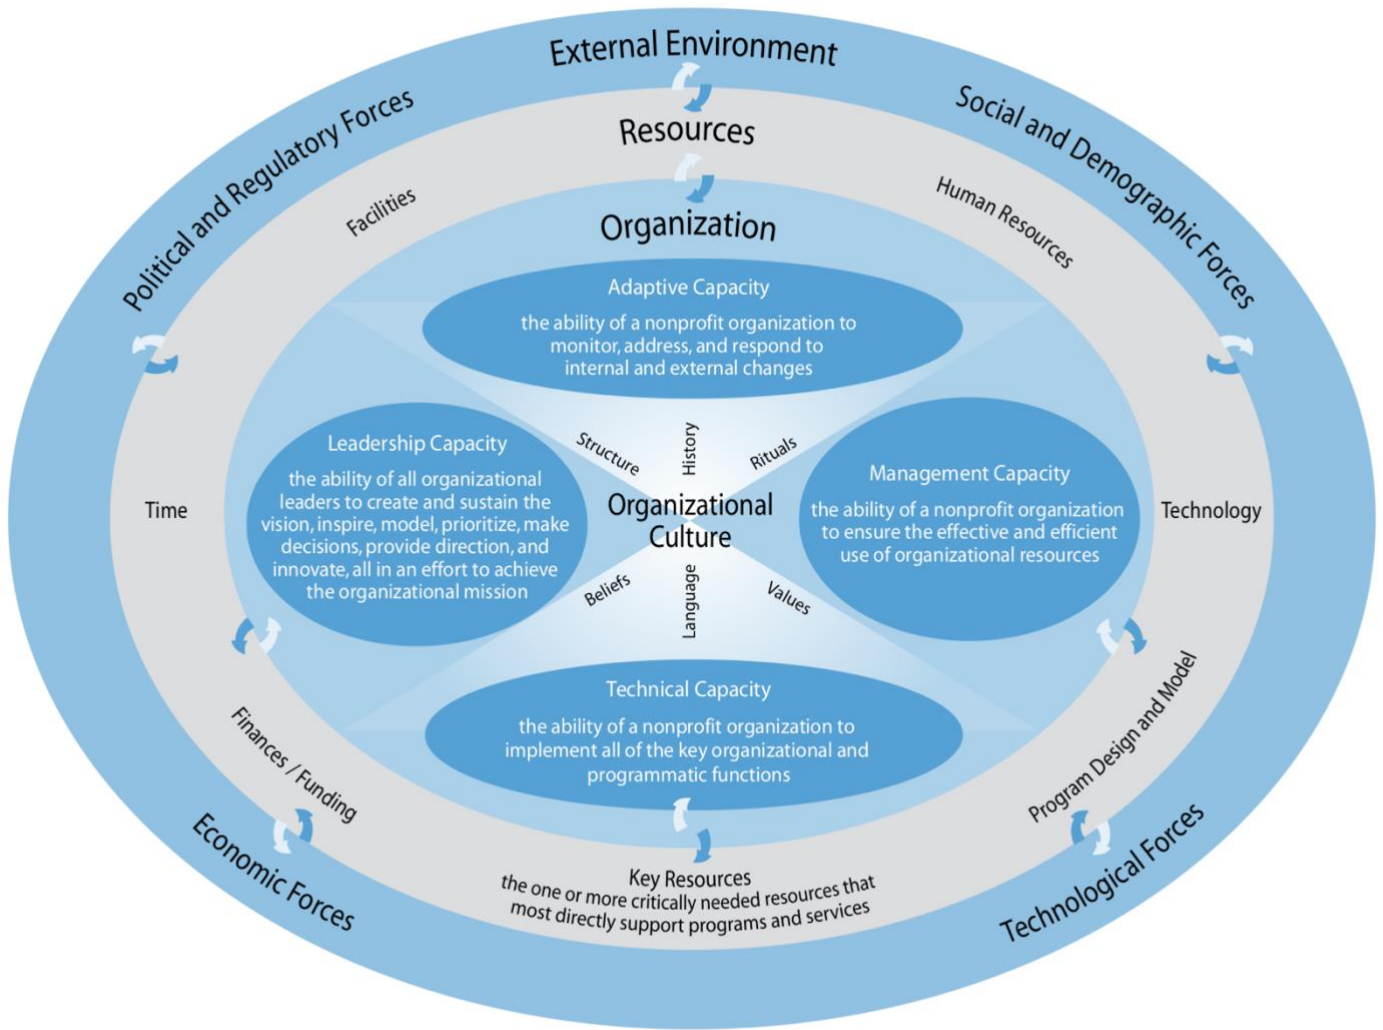 External Environment
Political and Regulatory Forces
Social and Demographic Forces
Resources
Facilities
Human Resources
Organization
Adaptive Capacity
the ability of a nonprofit organization to
monitor, address, and respond to
internal and external changes
Leadership Capacity
the ability of all organizational
leaders to create and sustain the
vision, inspire, model, prioritize, make
decisions, provide direction, and
innovate, all in an effort to achieve
the organizational mission
Structure
History
Rituals
Organizational
Culture
Beliefs
Language
Values
Management Capacity
the ability of a nonprofit organization
to ensure the effective and efficient
use of organizational resources
Time
Technology
Technical Capacity
the ability of a nonprofit organization to
implement all of the key organizational and
programmatic functions
Finances / Funding
Program Design and Model
Key Resources
the one or more critically needed resources that
most directly support programs and services
Economic Forces
Technological Forces